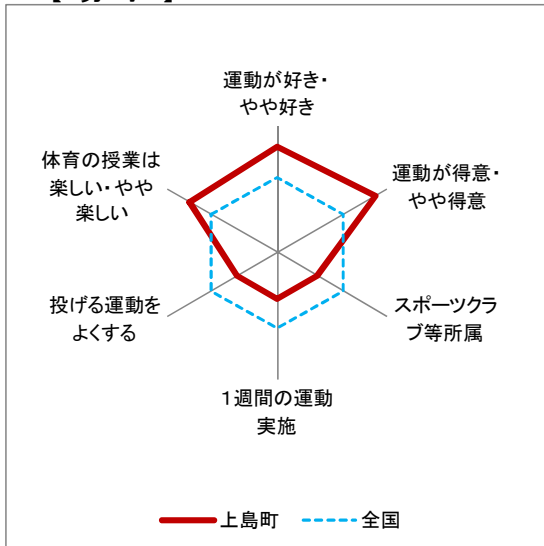 運動が好き・
やや好き
運動が得意・
やや得意
スポーツクラ
ブ等所属
1週間の運動
実施
投げる運動を
よくする
体育の授業は
楽しい・やや
楽しい
上島町
全国